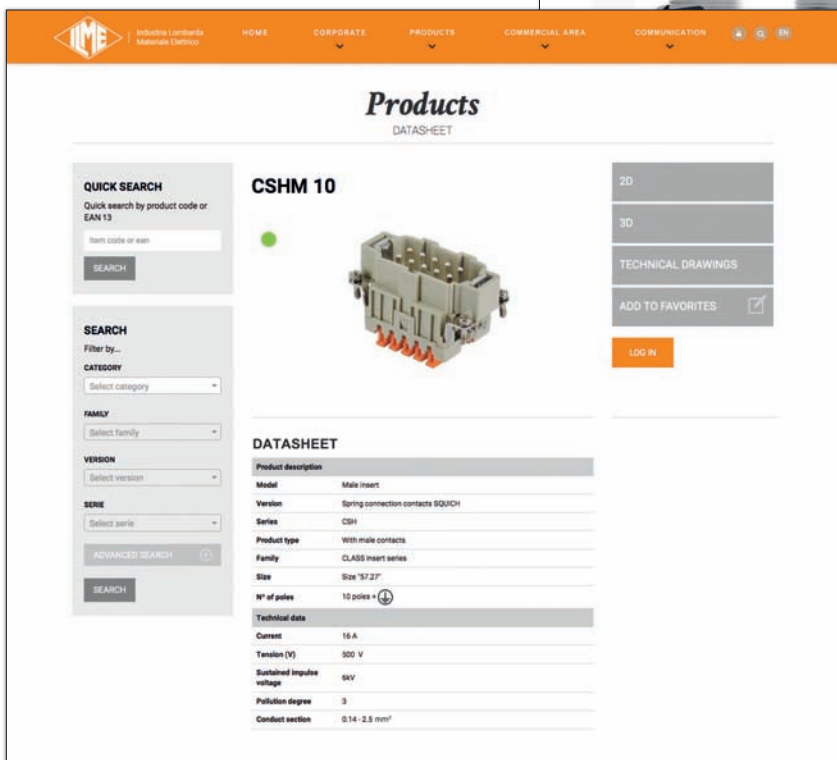 ILME
Industria Lombarda
Materiale Elettrico
HOME
CORPORATE
PRODUCTS
COMMERCIAL AREA
COMMUNICATION
EN
Products
DATASHEET
QUICK SEARCH
Quick search by product code or
EAN 13
Item code or ean
SEARCH
SEARCH
Filter by...
CATEGORY
Select category
FAMILY
Select family
VERSION
Select version
SERIE
Select serie
ADVANCED SEARCH
SEARCH
CSHM 10
2D
3D
TECHNICAL DRAWINGS
ADD TO FAVORITES
LOG IN
DATASHEET
Product description
Model Male insert
Version Spring connection contacts SQUICH
Series CSH
Product type With male contacts
Family CLASS insert series
Size Size "57.27"
N° of poles 10 poles +
Technical data
Current 16 A
Tension (V) 500 V
Sustained impulse
voltage 6kV
Pollution degree 3
Conduct section 0.14 - 2.5 mm²